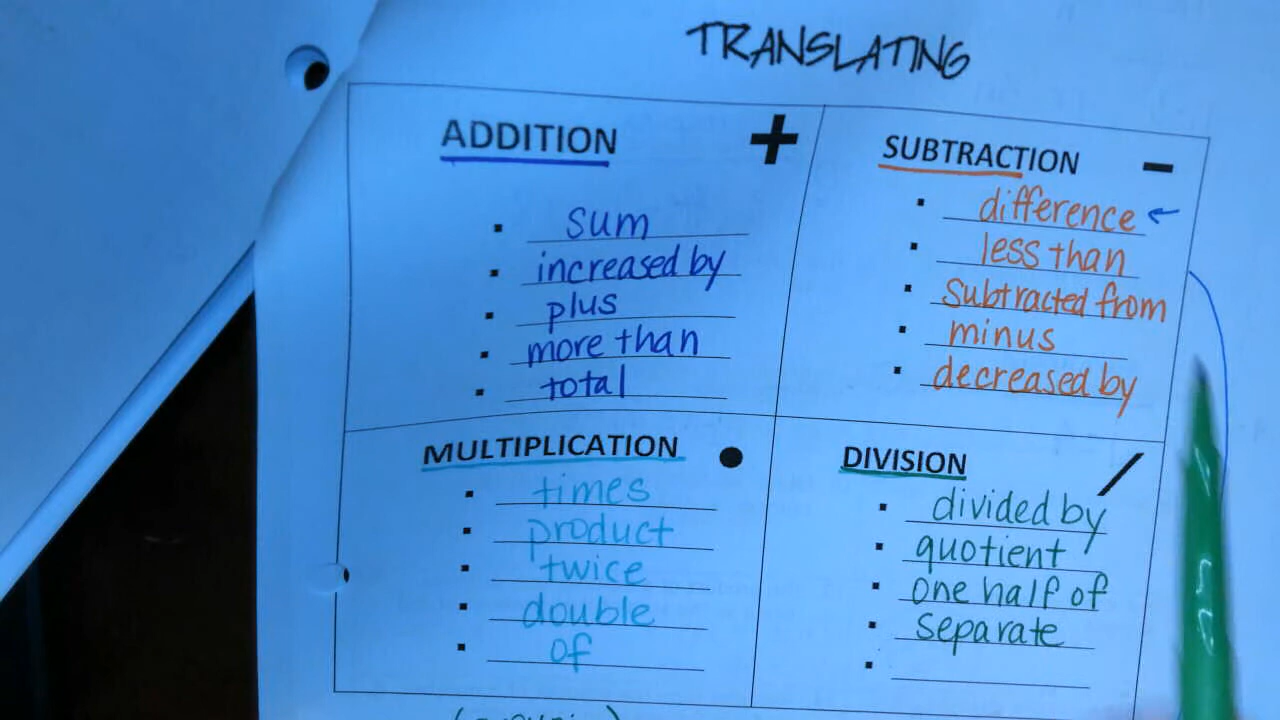 TRANSLATING
ADDITION +
sum
increased by
plus
more than
total
SUBTRACTION -
difference
less than
Subtracted from
minus
decreased by
MULTIPLICATION •
times
product
twice
double
of
DIVISION /
divided by
quotient
one half of
separate